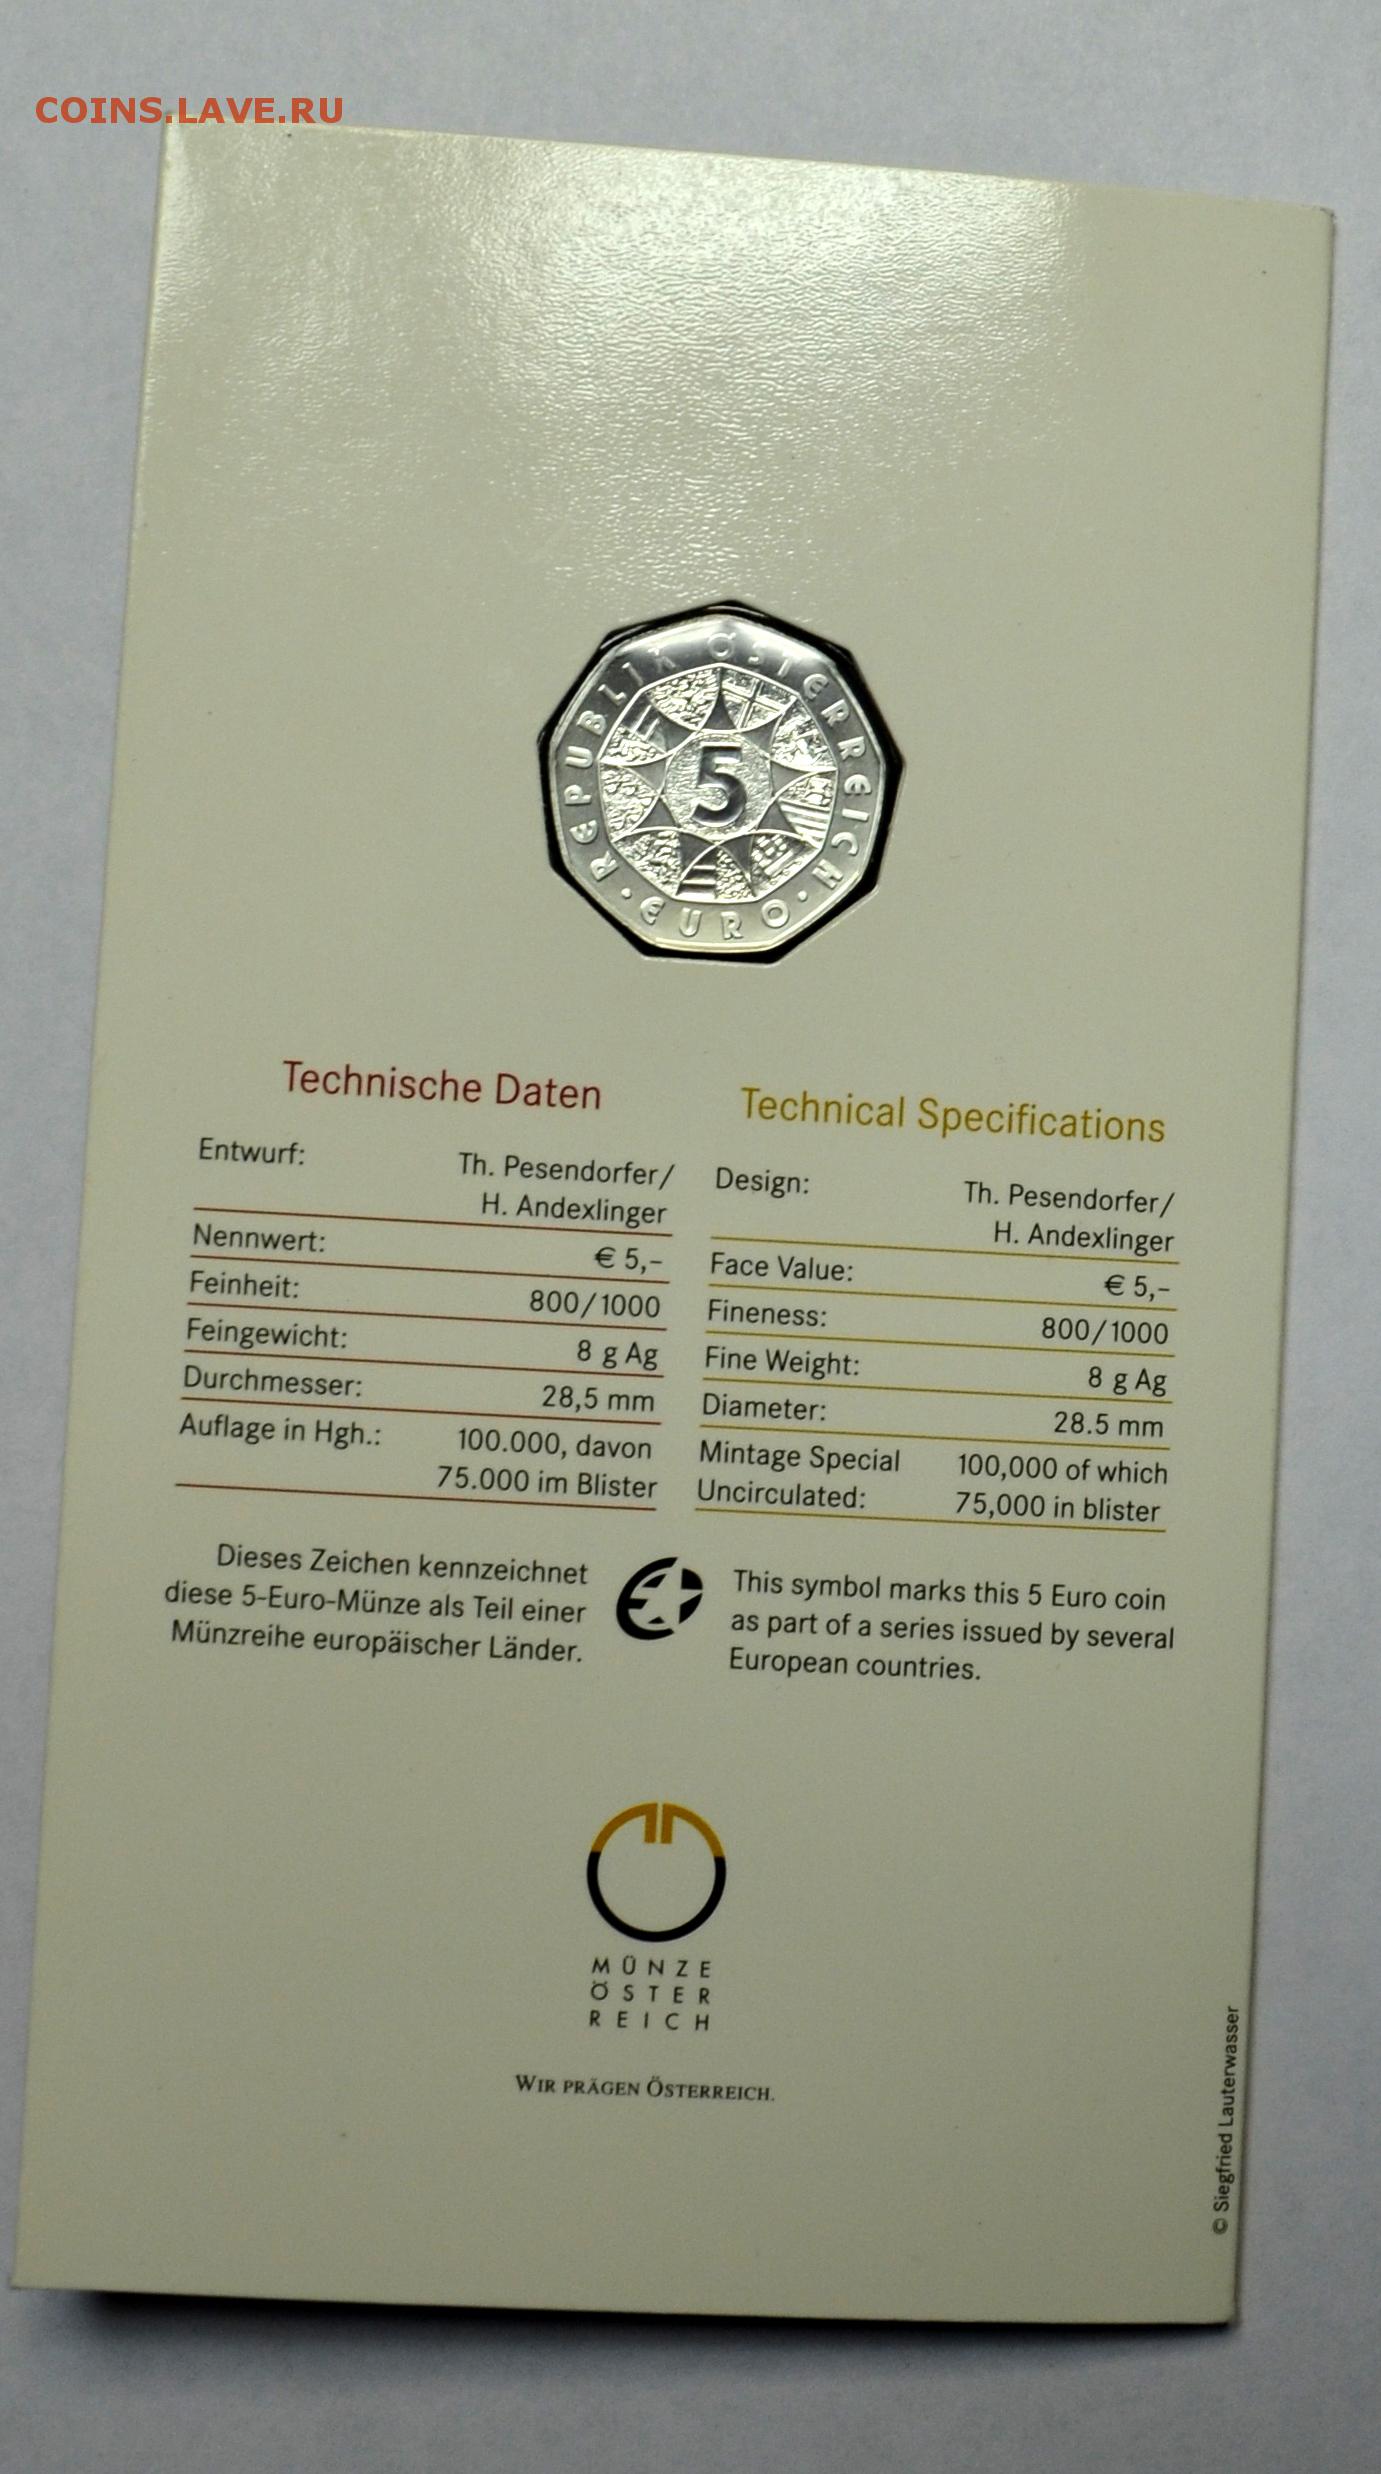 COINS.LAVE.RU
REPUBLIK ÖSTERREICH
• EURO •
5
Technische Daten
Entwurf: Th. Pesendorfer/
H. Andexlinger
Nennwert: € 5,–
Feinheit: 800/1000
Feingewicht: 8 g Ag
Durchmesser: 28,5 mm
Auflage in Hgh.: 100.000, davon
75.000 im Blister
Technical Specifications
Design: Th. Pesendorfer/
H. Andexlinger
Face Value: € 5,–
Fineness: 800/1000
Fine Weight: 8 g Ag
Diameter: 28.5 mm
Mintage Special 100,000 of which
Uncirculated: 75,000 in blister
Dieses Zeichen kennzeichnet
diese 5-Euro-Münze als Teil einer
Münzreihe europäischer Länder.
This symbol marks this 5 Euro coin
as part of a series issued by several
European countries.
MÜNZE
ÖSTER
REICH
WIR PRÄGEN ÖSTERREICH.
© Siegfried Lauterwasser